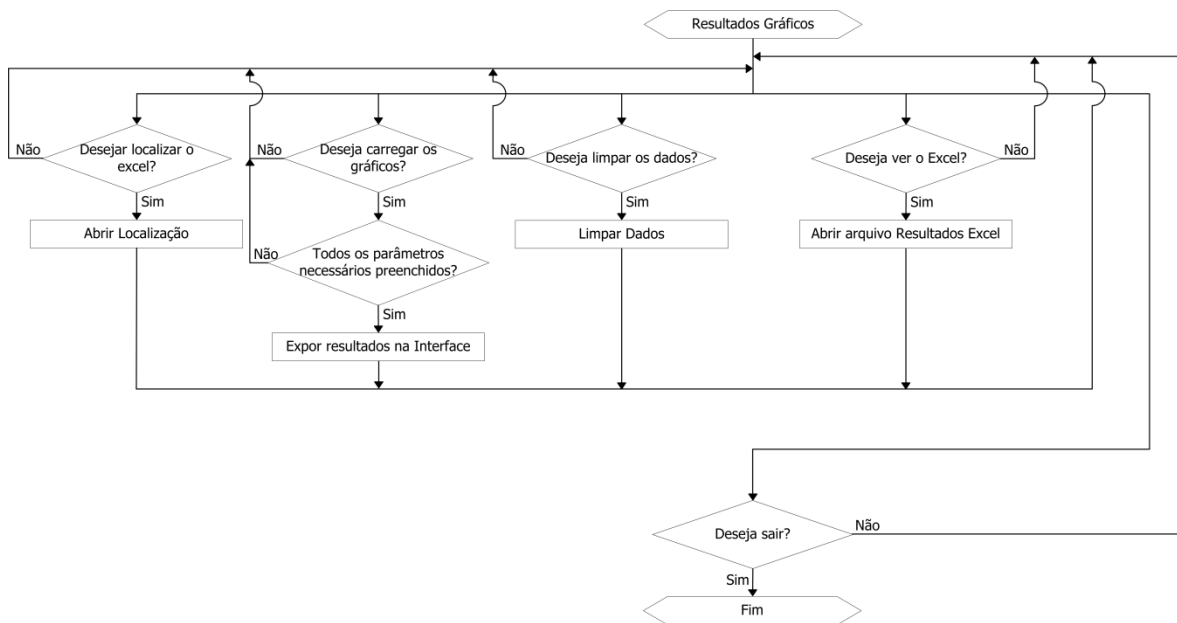 Resultados Gráficos
Não
Desejar localizar o
excel?
Sim
Abrir Localização
Não
Deseja carregar os
gráficos?
Sim
Não
Todos os parâmetros
necessários preenchidos?
Sim
Expor resultados na Interface
Não
Deseja limpar os dados?
Sim
Limpar Dados
Deseja ver o Excel?
Não
Sim
Abrir arquivo Resultados Excel
Deseja sair?
Não
Sim
Fim